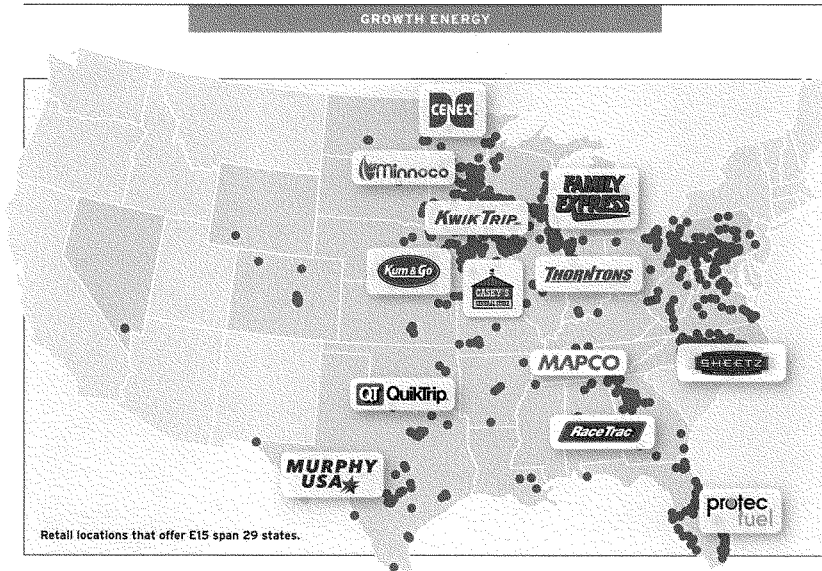 GROWTH ENERGY
CENEX
Minnoco
FAMILY
EXPRESS
KWIK TRIP
Kum & Go
CASEY'S
GENERAL STORE
THORNTONS
MAPCO
SHEETZ
QT QuikTrip
RaceTrac
MURPHY
USA
protec
fuel
Retail locations that offer E15 span 29 states.